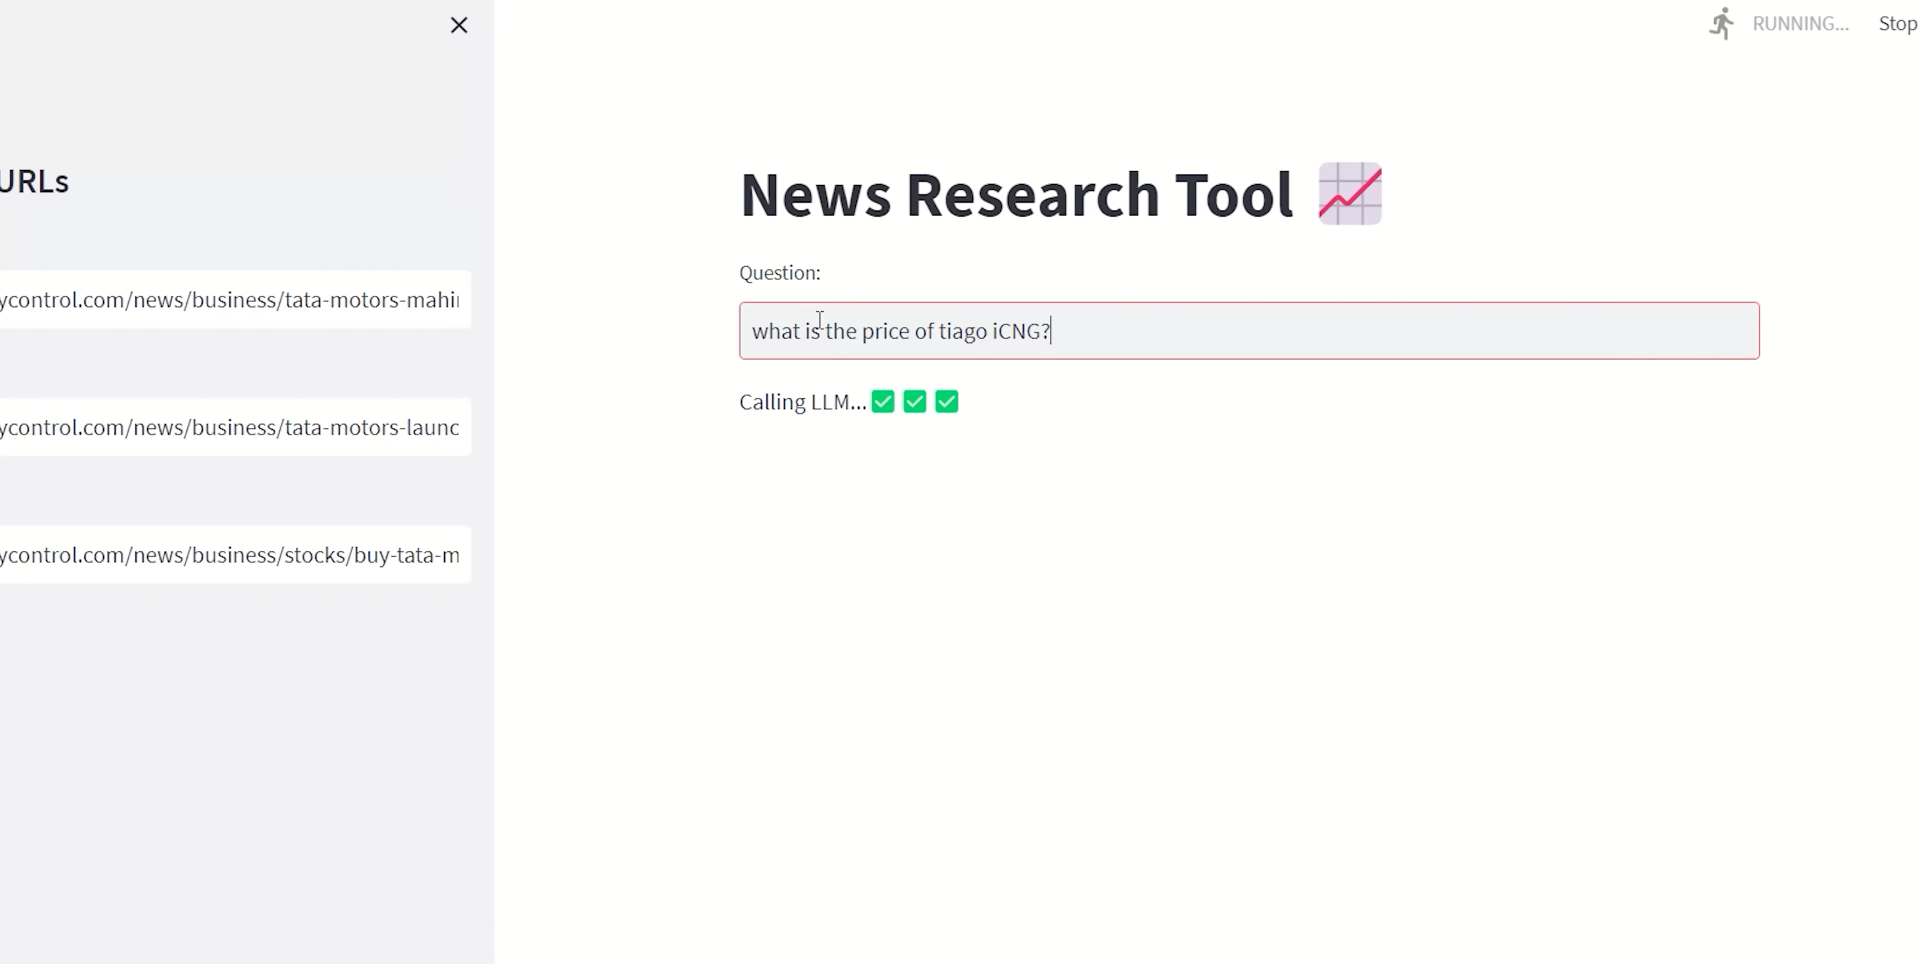 RUNNING...
Stop
URLs
ycontrol.com/news/business/tata-motors-mahi
ycontrol.com/news/business/tata-motors-launc
ycontrol.com/news/business/stocks/buy-tata-m
News Research Tool 📈
Question:
what is the price of tiago iCNG?
Calling LLM...✅ ✅ ✅